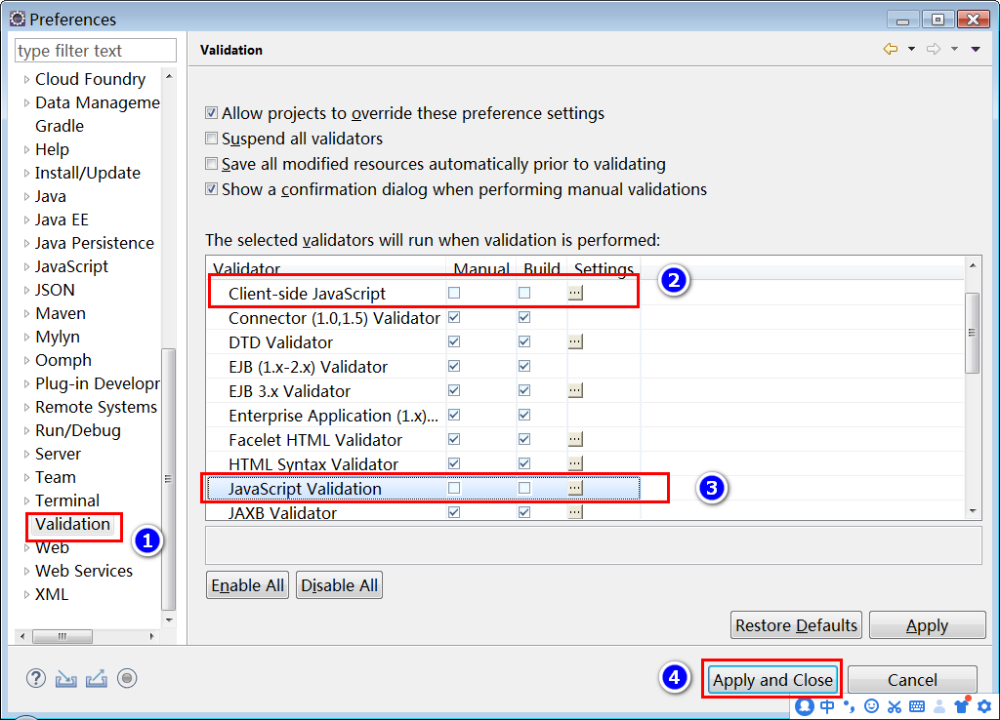 Preferences
type filter text
Validation
Cloud Foundry
Data Manageme
Gradle
Help
Install/Update
Java
Java EE
Java Persistence
JavaScript
JSON
Maven
Mylyn
Oomph
Plug-in Developr
Remote Systems
Run/Debug
Server
Team
Terminal
Validation
Web
Web Services
XML
1
Allow projects to override these preference settings
Suspend all validators
Save all modified resources automatically prior to validating
Show a confirmation dialog when performing manual validations
The selected validators will run when validation is performed:
Validator Manual Build Settings
Client-side JavaScript ...
2
Connector (1.0,1.5) Validator
DTD Validator ...
EJB (1.x-2.x) Validator
EJB 3.x Validator ...
Enterprise Application (1.x)...
Facelet HTML Validator ...
HTML Syntax Validator ...
JavaScript Validation ...
3
JAXB Validator ...
Enable All Disable All
Restore Defaults Apply
4
Apply and Close Cancel
?
中